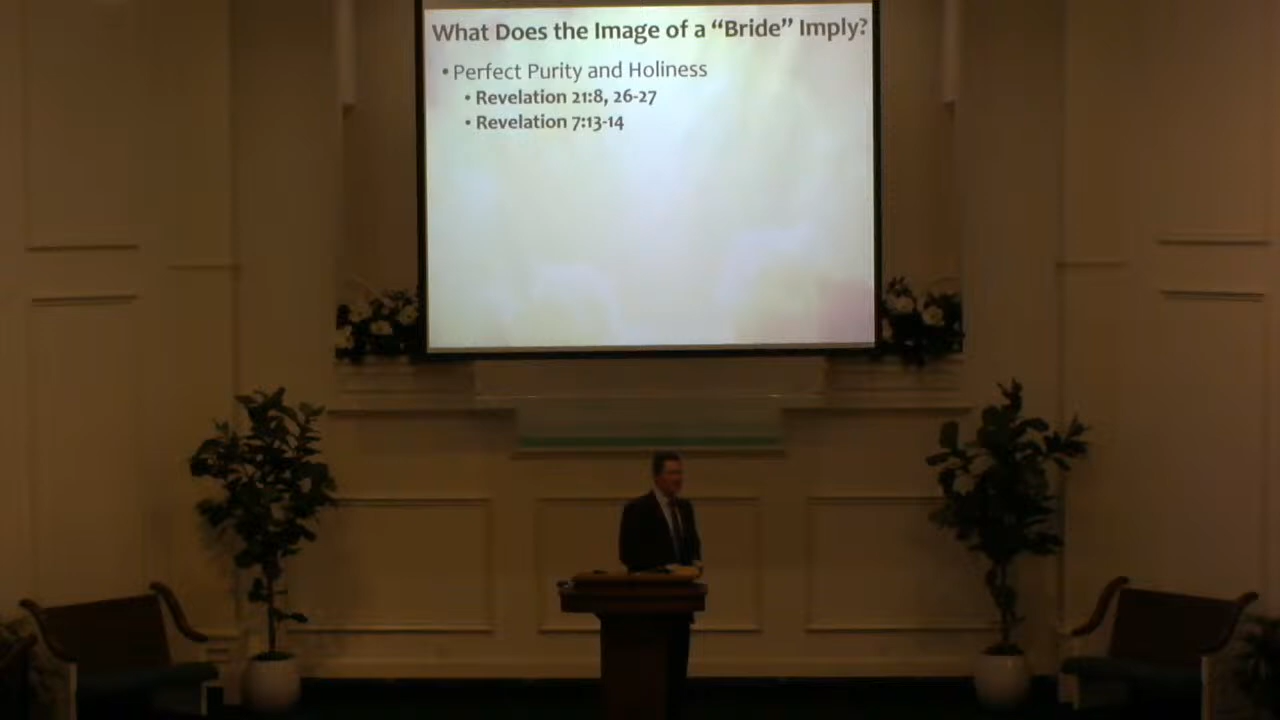 What Does the Image of a “Bride” Imply?
• Perfect Purity and Holiness
• Revelation 21:8, 26-27
• Revelation 7:13-14